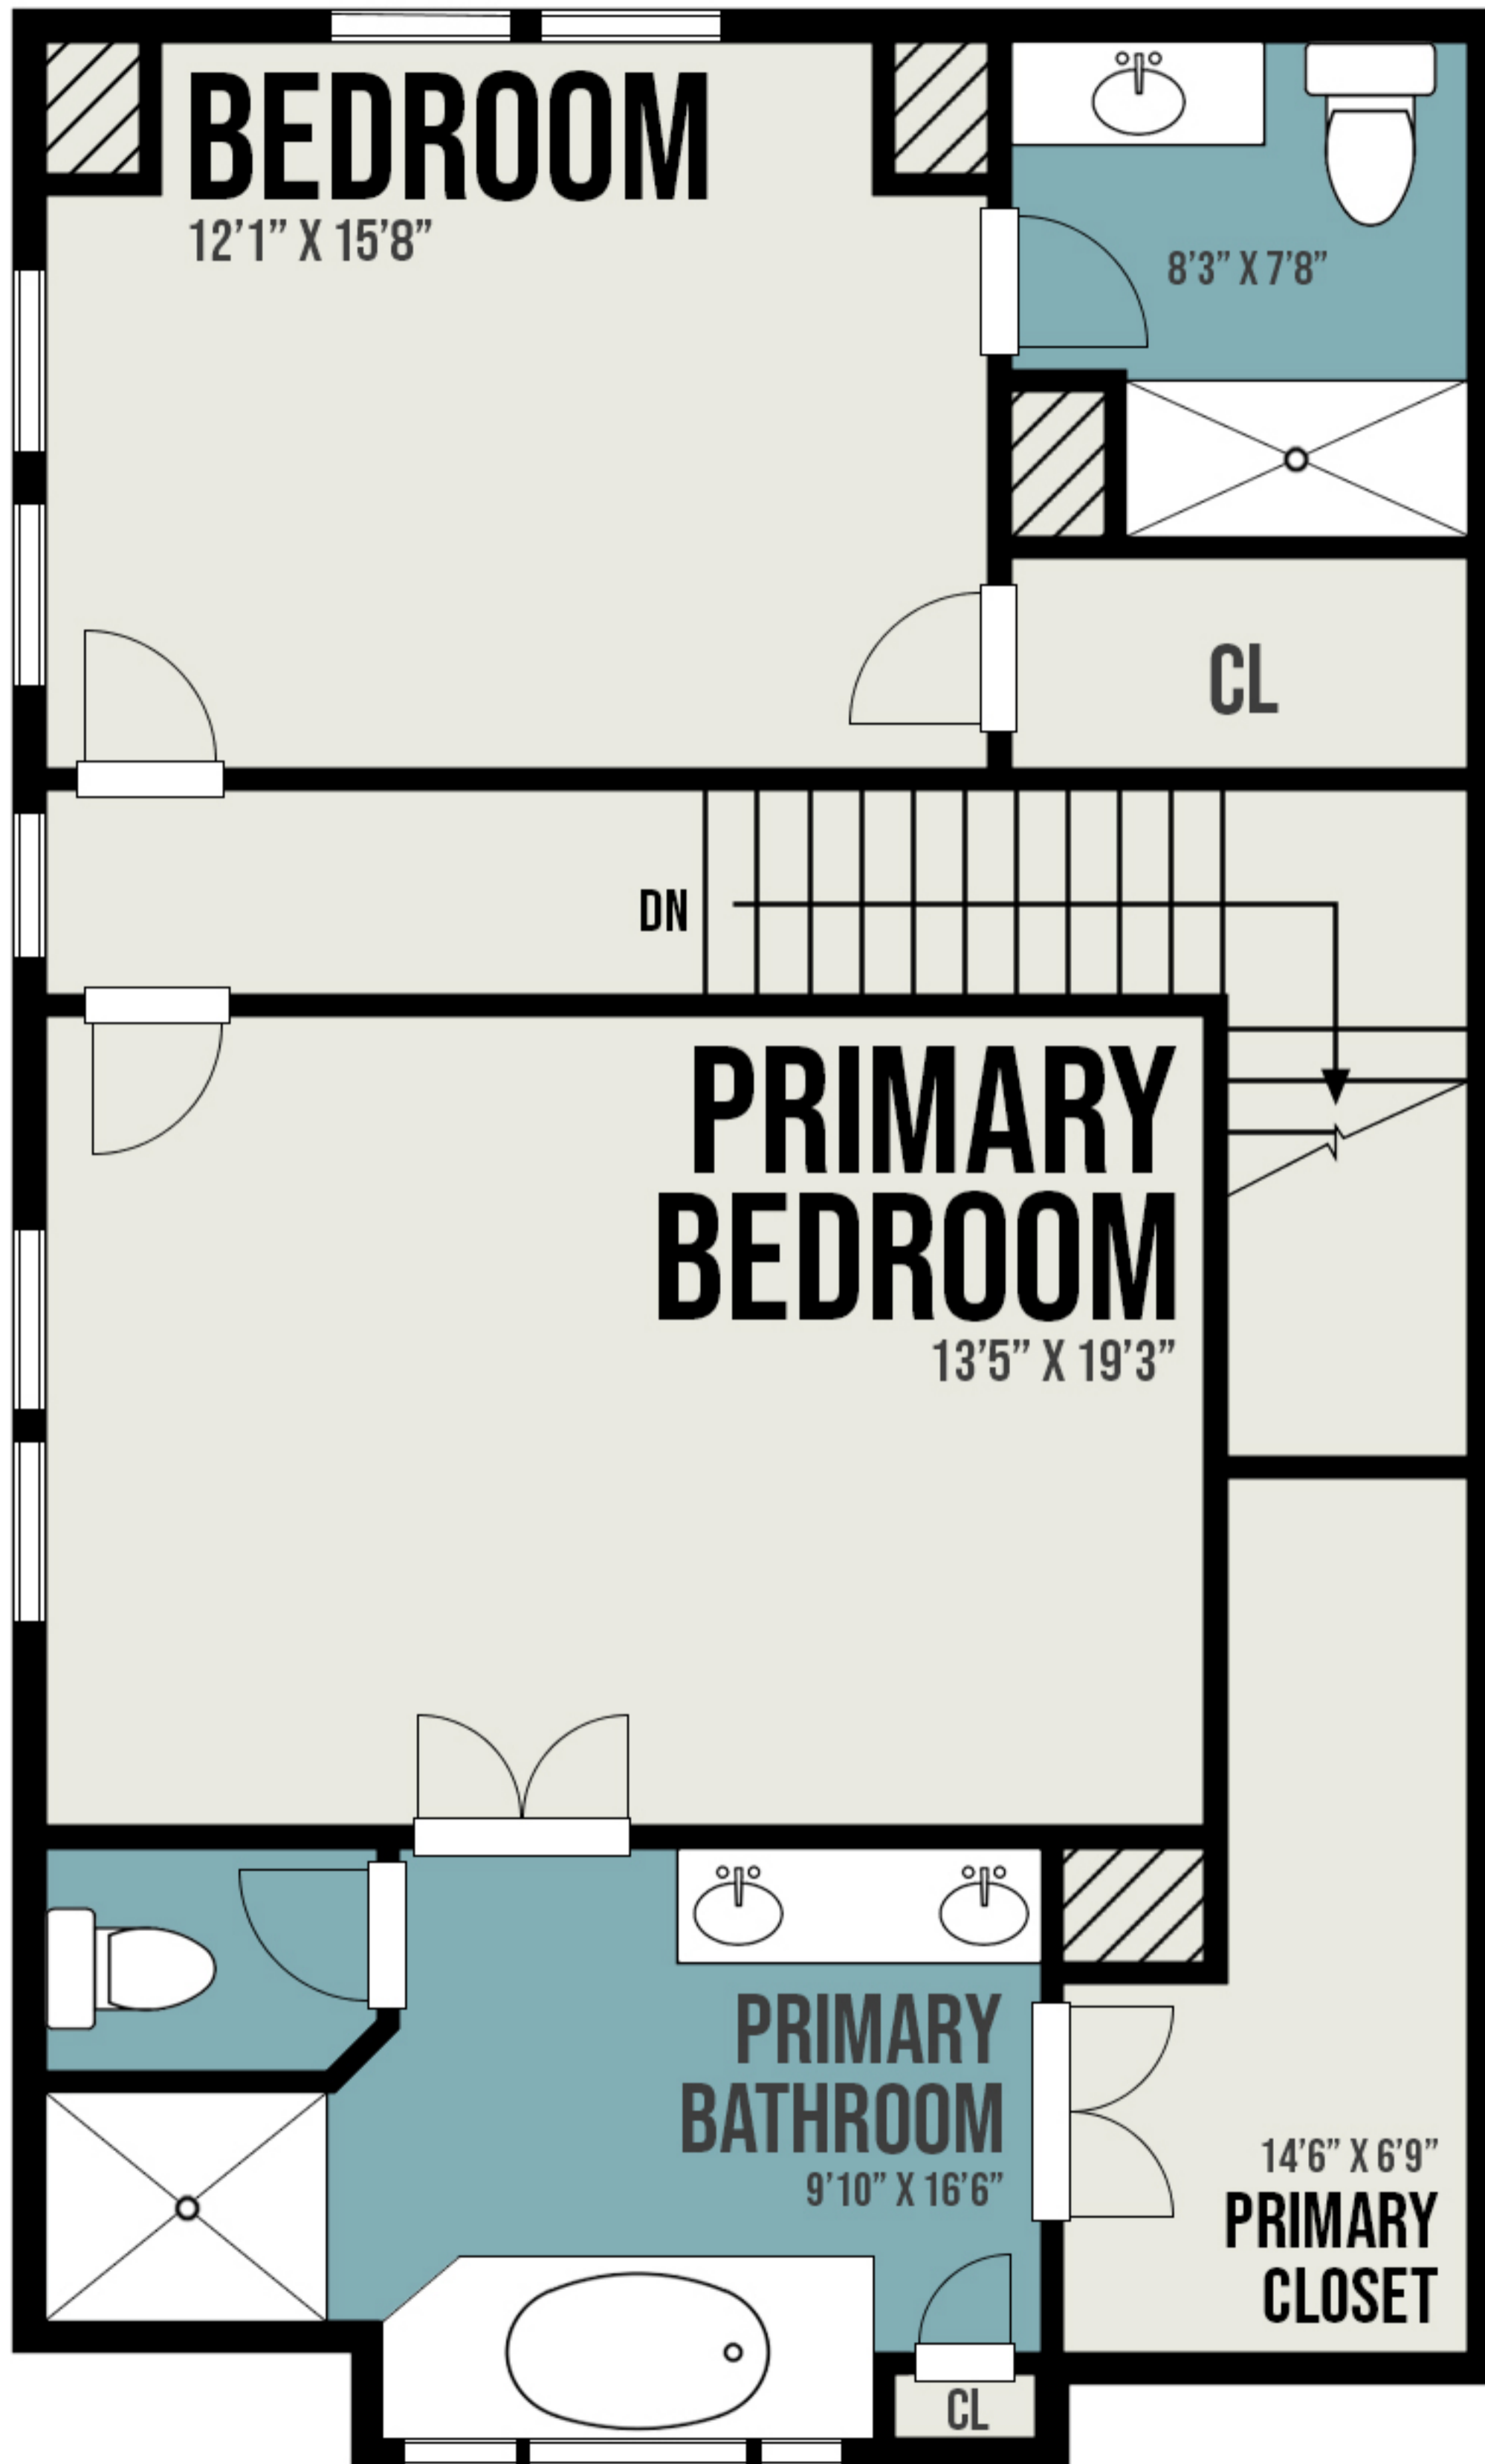 BEDROOM
12’1” X 15’8”
8’3” X 7’8”
CL
DN
PRIMARY
BEDROOM
13’5” X 19’3”
PRIMARY
BATHROOM
9’10” X 16’6”
14’6” X 6’9”
PRIMARY
CLOSET
CL